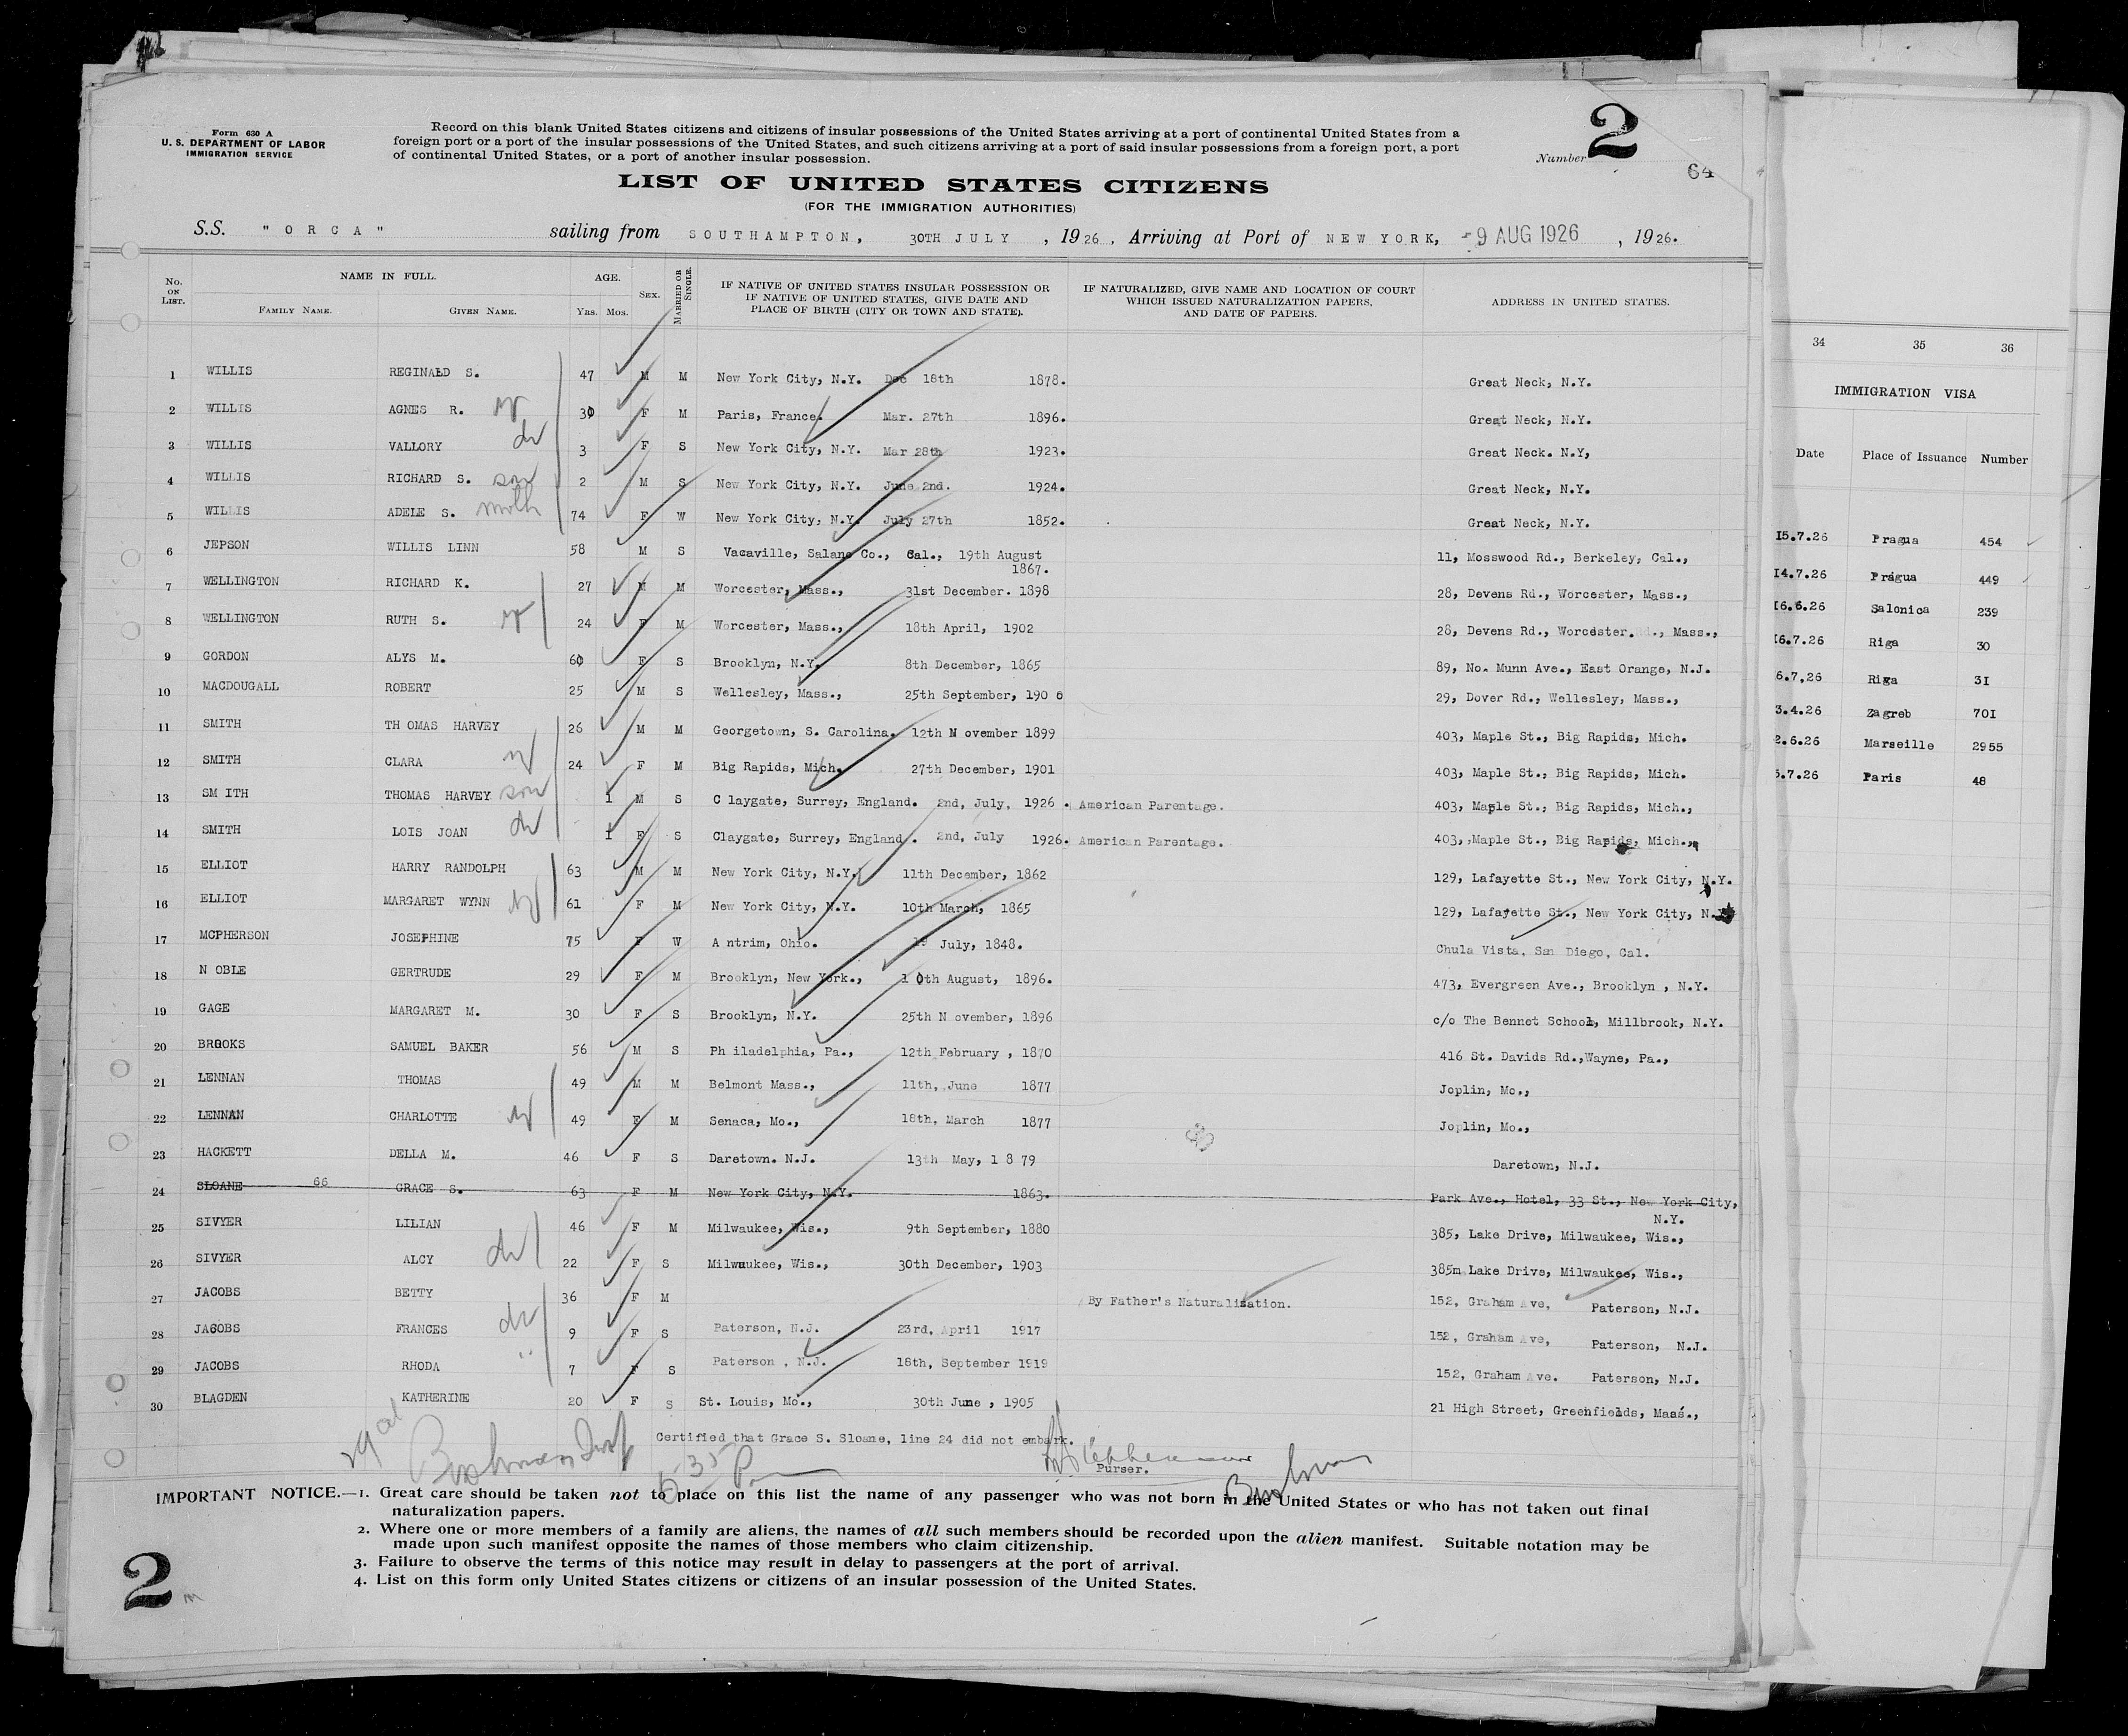 Form 630 A
U. S. DEPARTMENT OF LABOR
IMMIGRATION SERVICE
Record on this blank United States citizens and citizens of insular possessions of the United States arriving at a port of continental United States from a
foreign port or a port of the insular possessions of the United States, and such citizens arriving at a port of said insular possessions from a foreign port, a port
of continental United States, or a port of another insular possession.
Number 2
64
LIST OF UNITED STATES CITIZENS
(FOR THE IMMIGRATION AUTHORITIES)
S.S. "ORCA" sailing from SOUTHAMPTON, 30TH JULY, 1926, Arriving at Port of NEW YORK, -9 AUG 1926, 1926.
No. ON LIST. NAME IN FULL. FAMILY NAME. GIVEN NAME. AGE. Yrs. Mos. SEX. MARRIED OR SINGLE. IF NATIVE OF UNITED STATES INSULAR POSSESSION OR IF NATIVE OF UNITED STATES, GIVE DATE AND PLACE OF BIRTH (CITY OR TOWN AND STATE). IF NATURALIZED, GIVE NAME AND LOCATION OF COURT WHICH ISSUED NATURALIZATION PAPERS, AND DATE OF PAPERS. ADDRESS IN UNITED STATES.
1 WILLIS REGINALD S. 47 M M New York City, N.Y. Dec 18th 1878. Great Neck, N.Y.
2 WILLIS AGNES R. 30 F M Paris, France. Mar. 27th 1896. Great Neck, N.Y.
3 WILLIS VALLORY 3 F S New York City, N.Y. Mar 28th 1923. Great Neck. N.Y,
4 WILLIS RICHARD S. son 2 M S New York City, N.Y. June 2nd. 1924. Great Neck, N.Y.
5 WILLIS ADELE S. moth 74 F W New York City, N.Y. July 27th 1852. Great Neck, N.Y.
6 JEPSON WILLIS LINN 58 M S Vacaville, Salano Co., Cal., 19th August 1867. 11, Mosswood Rd., Berkeley, Cal.,
7 WELLINGTON RICHARD K. 27 M M Worcester, Mass., 31st December. 1898 28, Devens Rd., Worcester, Mass.,
8 WELLINGTON RUTH S. 24 F M Worcester, Mass., 18th April, 1902 28, Devens Rd., Worcester. Rd., Mass.,
9 GORDON ALYS M. 60 F S Brooklyn, N.Y. 8th December, 1865 89, No. Munn Ave., East Orange, N.J.
10 MACDOUGALL ROBERT 25 M S Wellesley, Mass., 25th September, 190 0 29, Dover Rd., Wellesley, Mass.,
11 SMITH TH OMAS HARVEY 26 M M Georgetown, S. Carolina. 12th N ovember 1899 403, Maple St., Big Rapids, Mich.
12 SMITH CLARA 24 F M Big Rapids, Mich. 27th December, 1901 403, Maple St., Big Rapids, Mich.
13 SM ITH THOMAS HARVEY son 1 M S C laygate, Surrey, England. 2nd, July, 1926. American Parentage. 403, Maple St., Big Rapids, Mich.,
14 SMITH LOIS JOAN 1 F S Claygate, Surrey, England. 2nd, July 1926. American Parentage. 403, Maple St., Big Rapids, Mich.,
15 ELLIOT HARRY RANDOLPH 63 M M New York City, N.Y. 11th December, 1862 129, Lafayette St., New York City, N.Y.
16 ELLIOT MARGARET WYNN 61 F M New York City, N.Y. 10th March, 1865 129, Lafayette St., New York City, N.Y.
17 MCPHERSON JOSEPHINE 75 F W A ntrim, Ohio. July, 1848. Chula Vista, San Diego, Cal.
18 N OBLE GERTRUDE 29 F M Brooklyn, New York., 10th August, 1896. 473, Evergreen Ave., Brooklyn, N.Y.
19 GAGE MARGARET M. 30 F S Brooklyn, N.Y. 25th N ovember, 1896 c/o The Bennet School, Millbrook, N.Y.
20 BROOKS SAMUEL BAKER 56 M S Ph iladelphia, Pa., 12th February, 1870 416 St. Davids Rd.,Wayne, Pa.,
21 LENNAN THOMAS 49 M M Belmont Mass., 11th, June 1877 Joplin, Mo.,
22 LENNAN CHARLOTTE 49 F M Senaca, Mo., 18th, March 1877 Joplin, Mo.,
23 HACKETT DELLA M. 46 F S Daretown. N.J. 13th May, 1 8 79 Daretown, N.J.
24 SLOANE 66 GRACE S. 63 F M New York City, N.Y. 1863. Park Ave., Hotel, 33 St., New York City, N.Y.
25 SIVYER LILIAN 46 F M Milwaukee, Wis., 9th September, 1880 385, Lake Drive, Milwaukee, Wis.,
26 SIVYER ALCY 22 F S Milwaukee, Wis., 30th December, 1903 385m Lake Drive, Milwaukee, Wis.,
27 JACOBS BETTY 36 F M By Father's Naturalisation. 152, Graham Ave, Paterson, N.J.
28 JACOBS FRANCES 9 F S Paterson, N.J. 23rd, April 1917 152, Graham Ave, Paterson, N.J.
29 JACOBS RHODA 7 F S Paterson, N.J. 18th, September 1919 152, Graham Ave. Paterson, N.J.
30 BLAGDEN KATHERINE 20 F S St. Louis, Mo., 30th June, 1905 21 High Street, Greenfields, Mass.,
Certified that Grace S. Sloane, line 24 did not embark.
Purser.
IMPORTANT NOTICE.—1. Great care should be taken not to place on this list the name of any passenger who was not born in the United States or who has not taken out final
naturalization papers.
2. Where one or more members of a family are aliens, the names of all such members should be recorded upon the alien manifest. Suitable notation may be
made upon such manifest opposite the names of those members who claim citizenship.
3. Failure to observe the terms of this notice may result in delay to passengers at the port of arrival.
4. List on this form only United States citizens or citizens of an insular possession of the United States.
2
34 35 36
IMMIGRATION VISA
Date Place of Issuance Number
15.7.26 Pragua 454
14.7.26 Pragua 449
16.6.26 Salonica 239
16.7.26 Riga 30
6.7.26 Riga 31
3.4.26 Zagreb 701
2.6.26 Marseille 2955
5.7.26 Paris 48